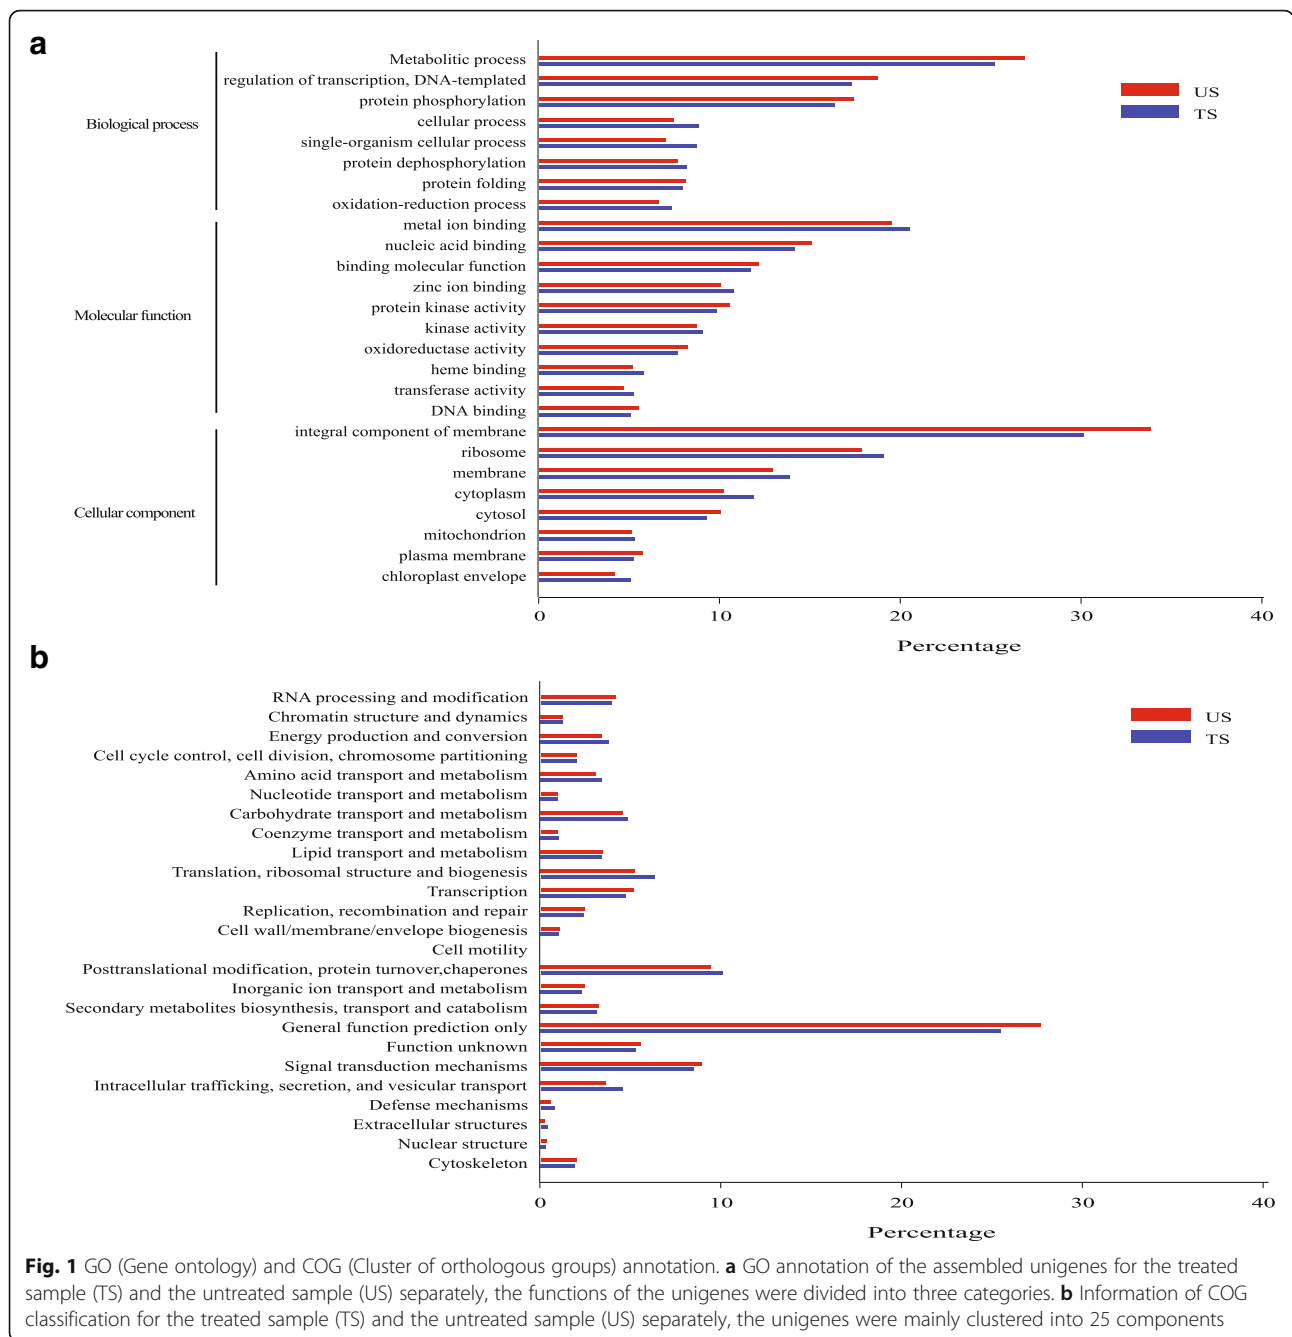 a
Metabolitic process
regulation of transcription, DNA-templated
protein phosphorylation
Biological process
cellular process
single-organism cellular process
protein dephosphorylation
protein folding
oxidation-reduction process
US
TS
metal ion binding
nucleic acid binding
binding molecular function
zinc ion binding
protein kinase activity
Molecular function
kinase activity
oxidoreductase activity
heme binding
transferase activity
DNA binding
integral component of membrane
ribosome
membrane
cytoplasm
Cellular component
cytosol
mitochondrion
plasma membrane
chloroplast envelope
0 10 20 30 40
Percentage
b
RNA processing and modification
Chromatin structure and dynamics
Energy production and conversion
Cell cycle control, cell division, chromosome partitioning
Amino acid transport and metabolism
Nucleotide transport and metabolism
Carbohydrate transport and metabolism
Coenzyme transport and metabolism
Lipid transport and metabolism
Translation, ribosomal structure and biogenesis
Transcription
Replication, recombination and repair
Cell wall/membrane/envelope biogenesis
Cell motility
Posttranslational modification, protein turnover,chaperones
Inorganic ion transport and metabolism
Secondary metabolites biosynthesis, transport and catabolism
General function prediction only
Function unknown
Signal transduction mechanisms
Intracellular trafficking, secretion, and vesicular transport
Defense mechanisms
Extracellular structures
Nuclear structure
Cytoskeleton
US
TS
0 10 20 30 40
Percentage
Fig. 1 GO (Gene ontology) and COG (Cluster of orthologous groups) annotation. a GO annotation of the assembled unigenes for the treated
sample (TS) and the untreated sample (US) separately, the functions of the unigenes were divided into three categories. b Information of COG
classification for the treated sample (TS) and the untreated sample (US) separately, the unigenes were mainly clustered into 25 components